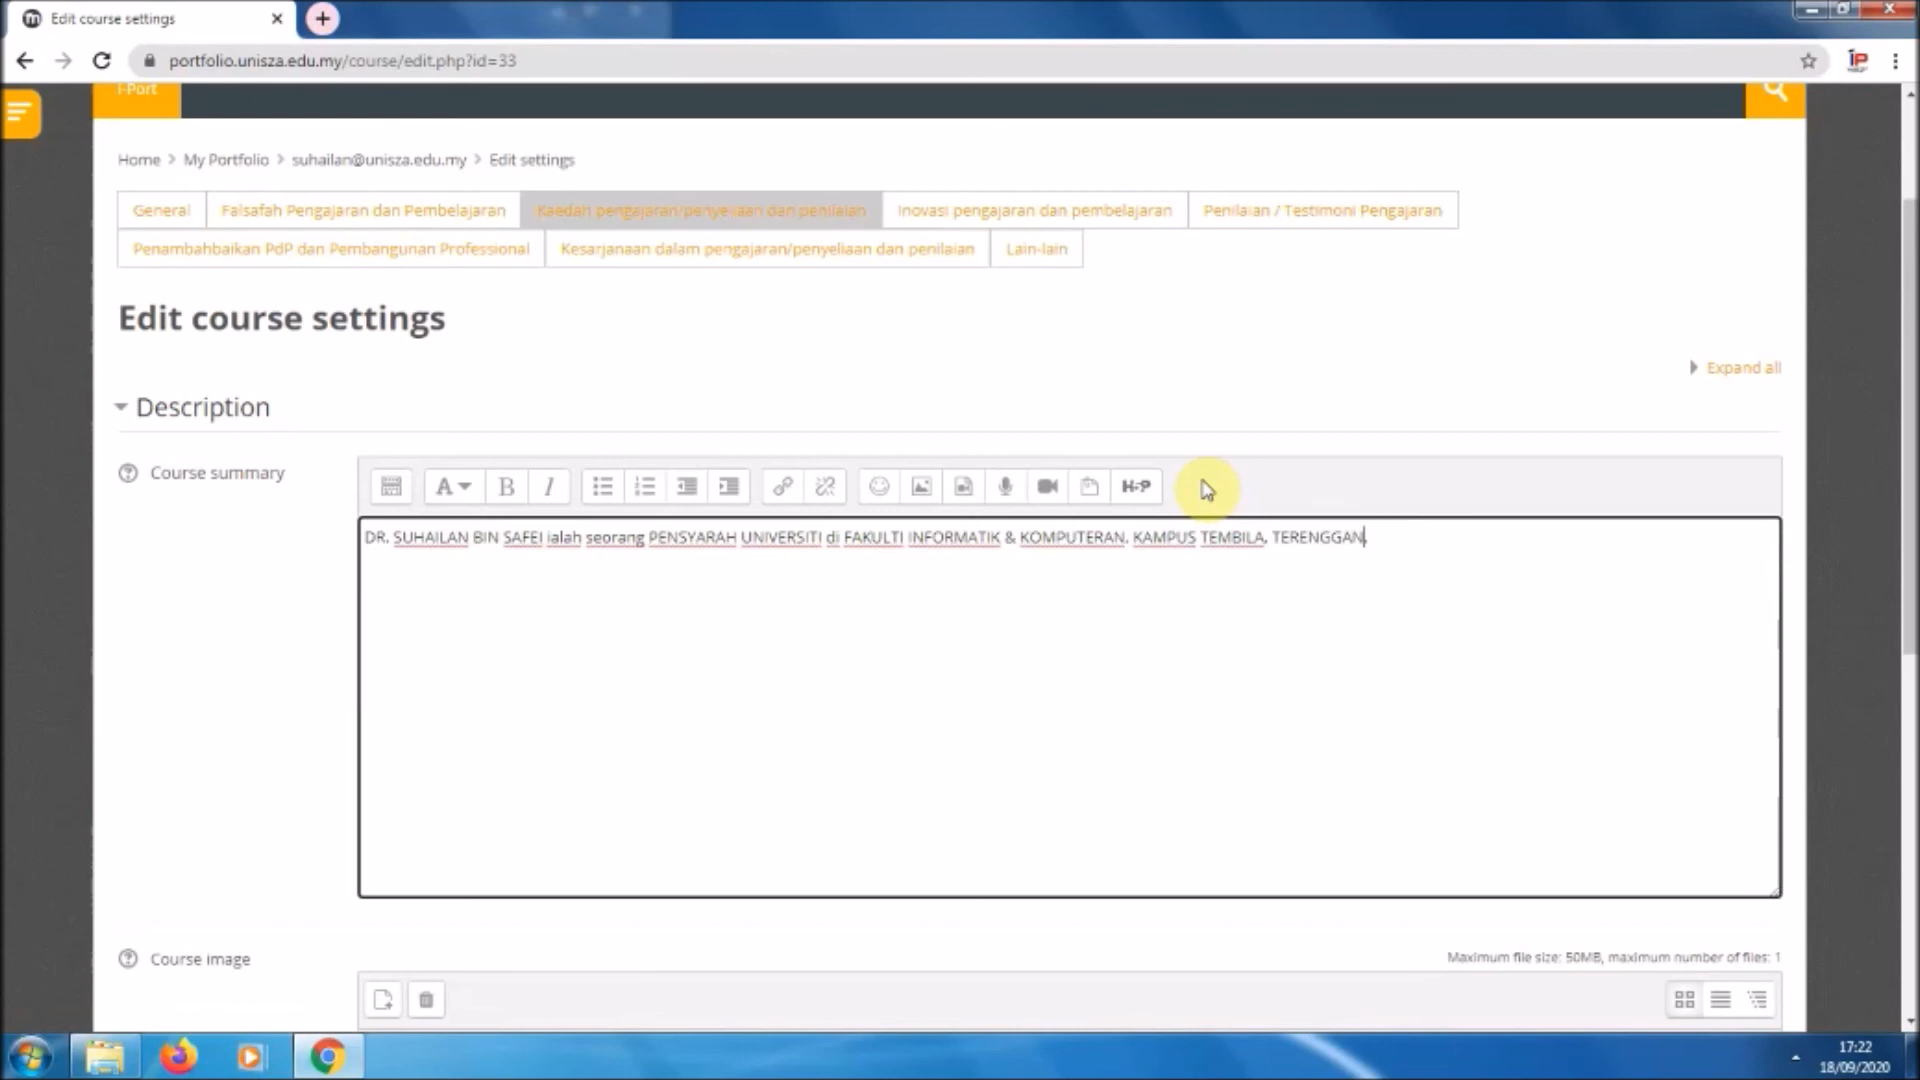 Edit course settings
portfolio.unisza.edu.my/course/edit.php?id=33
i-Port
Home > My Portfolio > suhailan@unisza.edu.my > Edit settings
General
Falsafah Pengajaran dan Pembelajaran
Kaedah pengajaran/penyeliaan dan penilaian
Inovasi pengajaran dan pembelajaran
Penilaian / Testimoni Pengajaran
Penambahbaikan PdP dan Pembangunan Professional
Kesarjanaan dalam pengajaran/penyeliaan dan penilaian
Lain-lain
Edit course settings
Expand all
Description
Course summary
A B I H-P
DR. SUHAILAN BIN SAFEI ialah seorang PENSYARAH UNIVERSITI di FAKULTI INFORMATIK & KOMPUTERAN, KAMPUS TEMBILA, TERENGGAN
Course image
Maximum file size: 50MB, maximum number of files: 1
17:22
18/09/2020